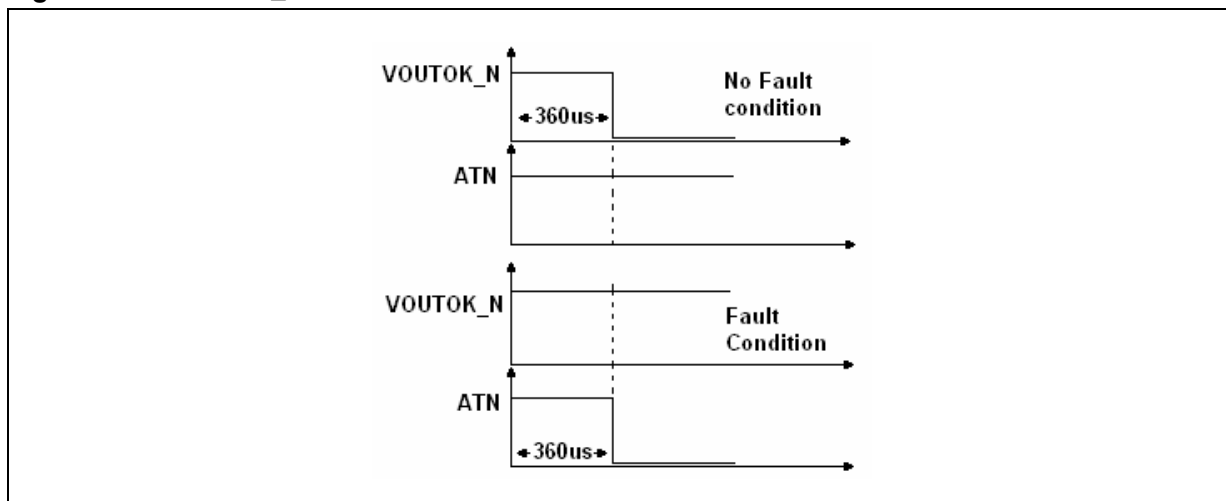 VOUTOK_N
No Fault
condition
360us
ATN
VOUTOK_N
Fault
Condition
ATN
360us